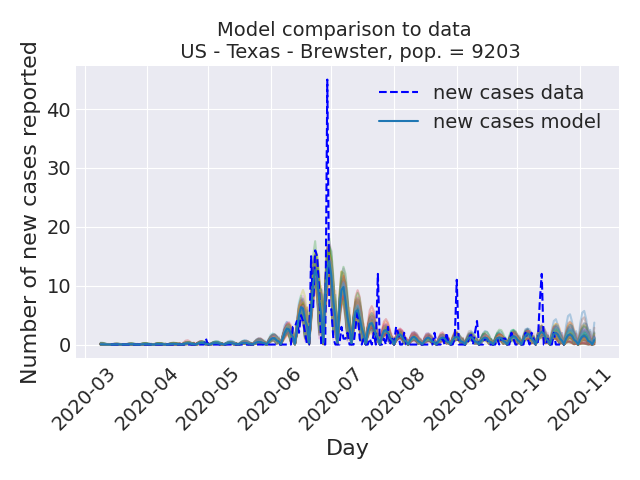 Model comparison to data
US - Texas - Brewster, pop. = 9203
Number of new cases reported
40
30
20
10
0
new cases data
new cases model
2020-03
2020-04
2020-05
2020-06
2020-07
2020-08
2020-09
2020-10
2020-11
Day